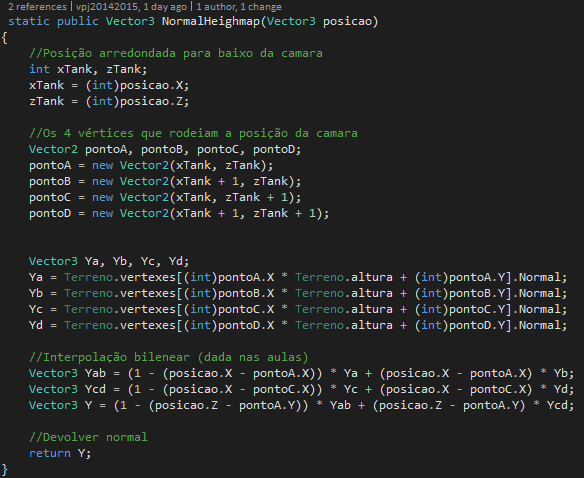 2 references | vpj20142015, 1 day ago | 1 author, 1 change
static public Vector3 NormalHeighmap(Vector3 posicao)
{
//Posição arredondada para baixo da camara
int xTank, zTank;
xTank = (int)posicao.X;
zTank = (int)posicao.Z;
//Os 4 vértices que rodeiam a posição da camara
Vector2 pontoA, pontoB, pontoC, pontoD;
pontoA = new Vector2(xTank, zTank);
pontoB = new Vector2(xTank + 1, zTank);
pontoC = new Vector2(xTank, zTank + 1);
pontoD = new Vector2(xTank + 1, zTank + 1);
Vector3 Ya, Yb, Yc, Yd;
Ya = Terreno.vertexes[(int)pontoA.X * Terreno.altura + (int)pontoA.Y].Normal;
Yb = Terreno.vertexes[(int)pontoB.X * Terreno.altura + (int)pontoB.Y].Normal;
Yc = Terreno.vertexes[(int)pontoC.X * Terreno.altura + (int)pontoC.Y].Normal;
Yd = Terreno.vertexes[(int)pontoD.X * Terreno.altura + (int)pontoD.Y].Normal;
//Interpolação bilenear (dada nas aulas)
Vector3 Yab = (1 - (posicao.X - pontoA.X)) * Ya + (posicao.X - pontoA.X) * Yb;
Vector3 Ycd = (1 - (posicao.X - pontoC.X)) * Yc + (posicao.X - pontoC.X) * Yd;
Vector3 Y = (1 - (posicao.Z - pontoA.Y)) * Yab + (posicao.Z - pontoA.Y) * Ycd;
//Devolver normal
return Y;
}